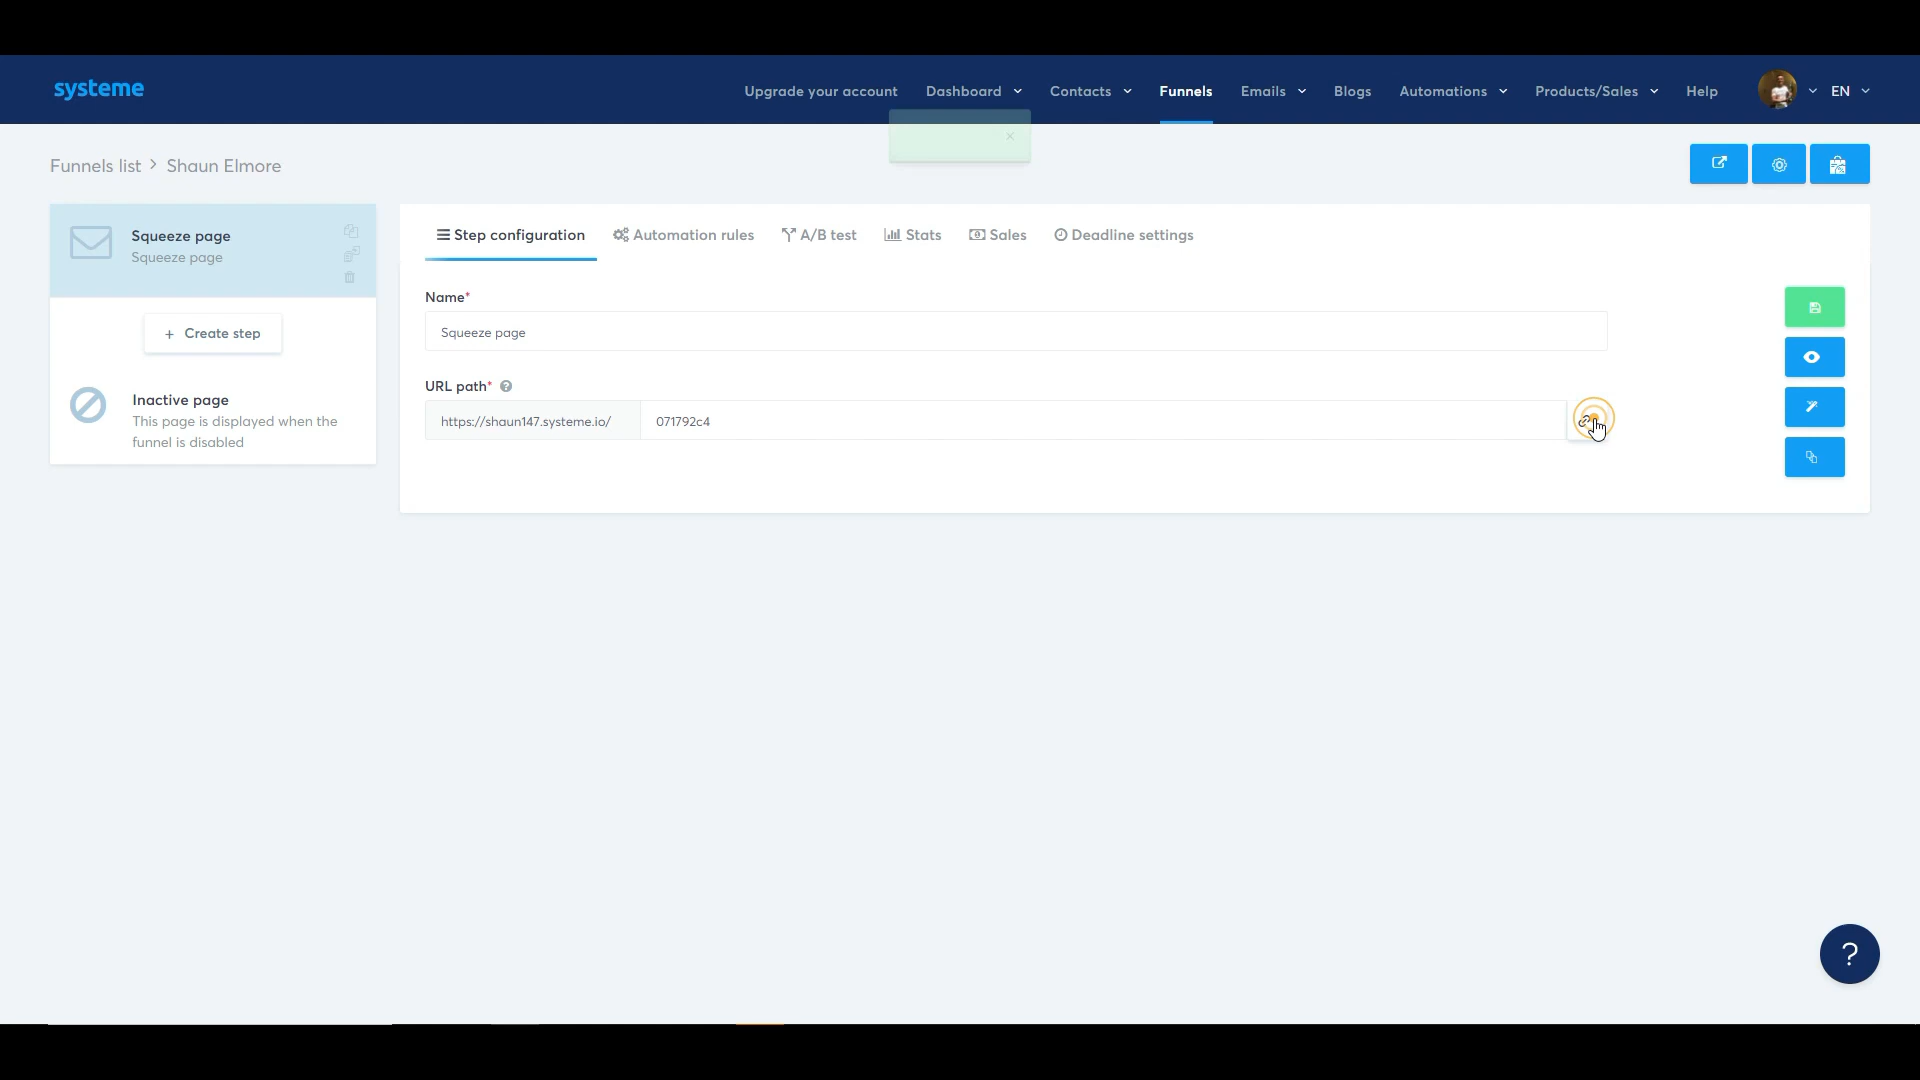 systeme
Upgrade your account Dashboard Contacts Funnels Emails Blogs Automations Products/Sales Help EN
Funnels list > Shaun Elmore
Squeeze page
Squeeze page
+ Create step
Inactive page
This page is displayed when the
funnel is disabled
Step configuration Automation rules A/B test Stats Sales Deadline settings
Name*
Squeeze page
URL path* ?
https://shaun147.systeme.io/ 071792c4
?